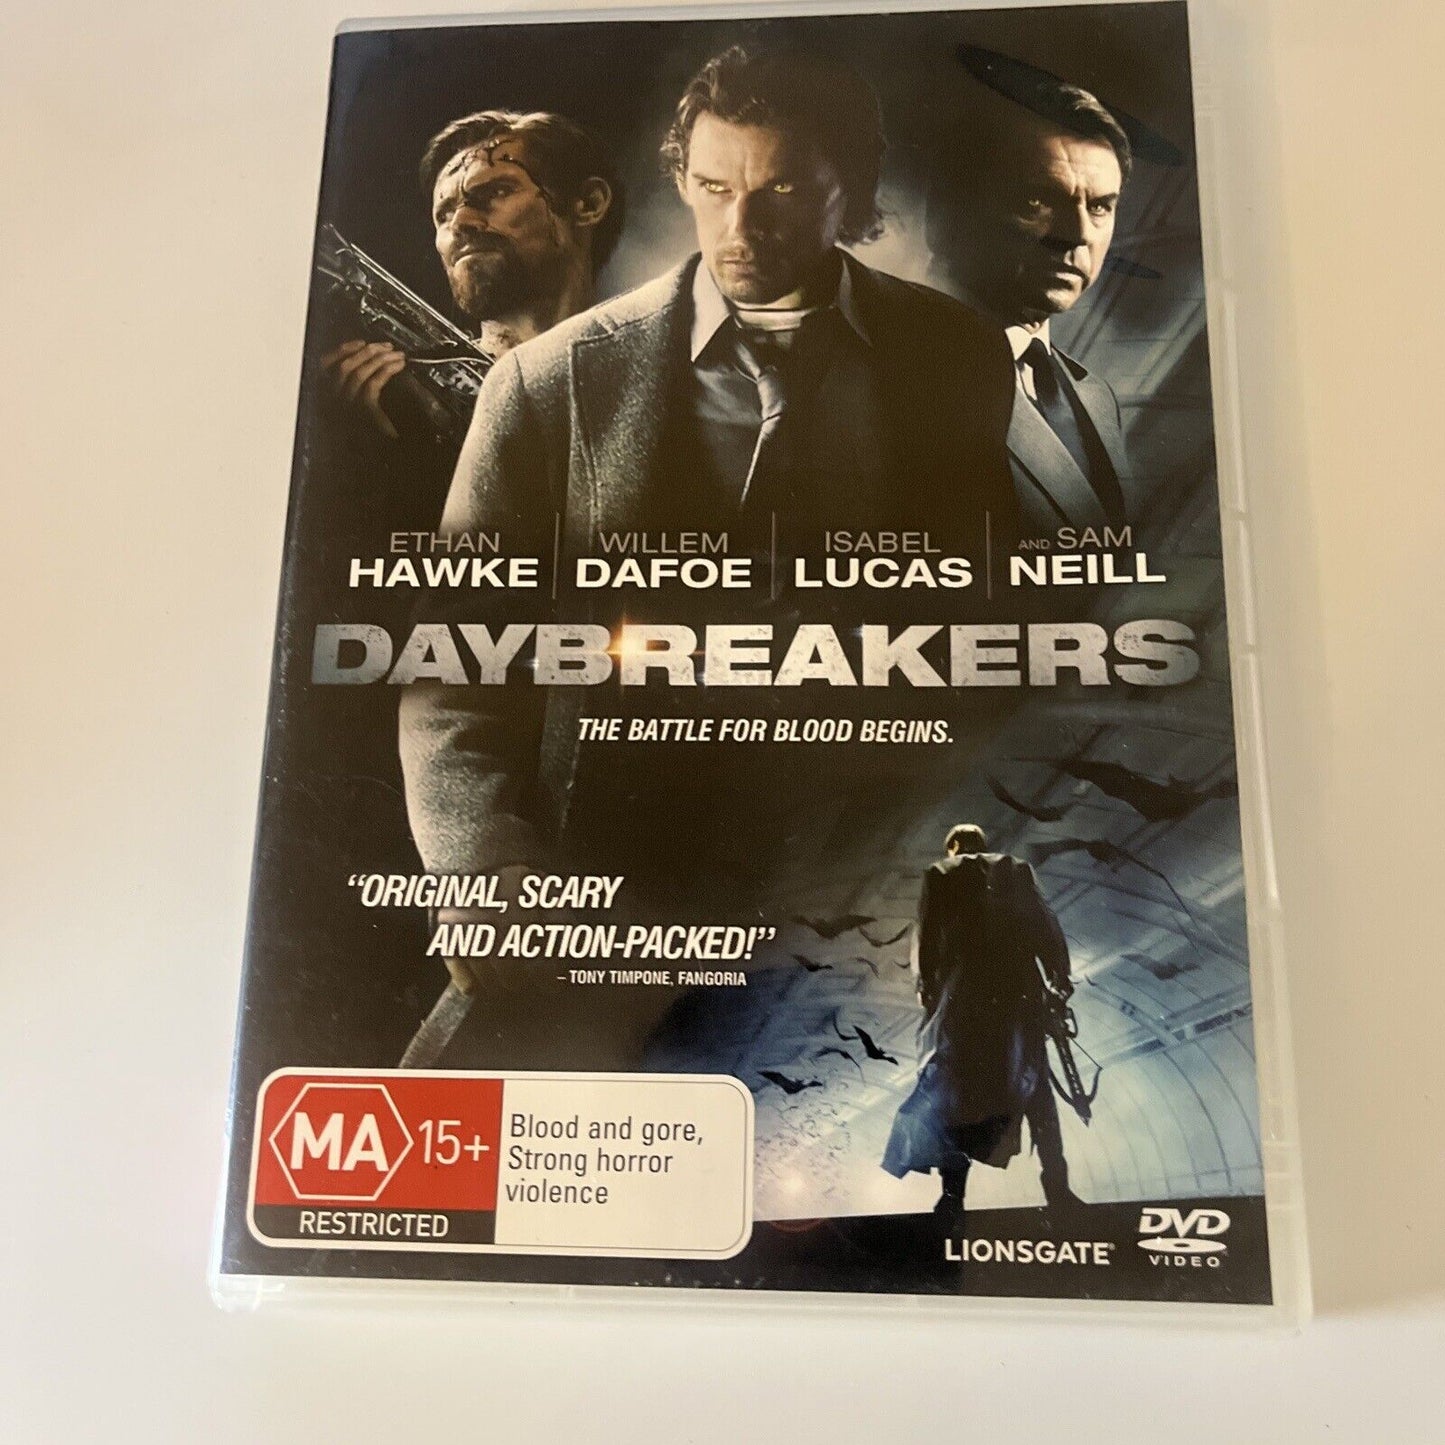 ETHAN HAWKE
WILLEM DAFOE
ISABEL LUCAS
AND SAM NEILL
DAYBREAKERS
THE BATTLE FOR BLOOD BEGINS.
“ORIGINAL, SCARY
AND ACTION-PACKED!”
– TONY TIMPONE, FANGORIA
MA 15+
RESTRICTED
Blood and gore,
Strong horror
violence
LIONSGATE®
DVD
VIDEO